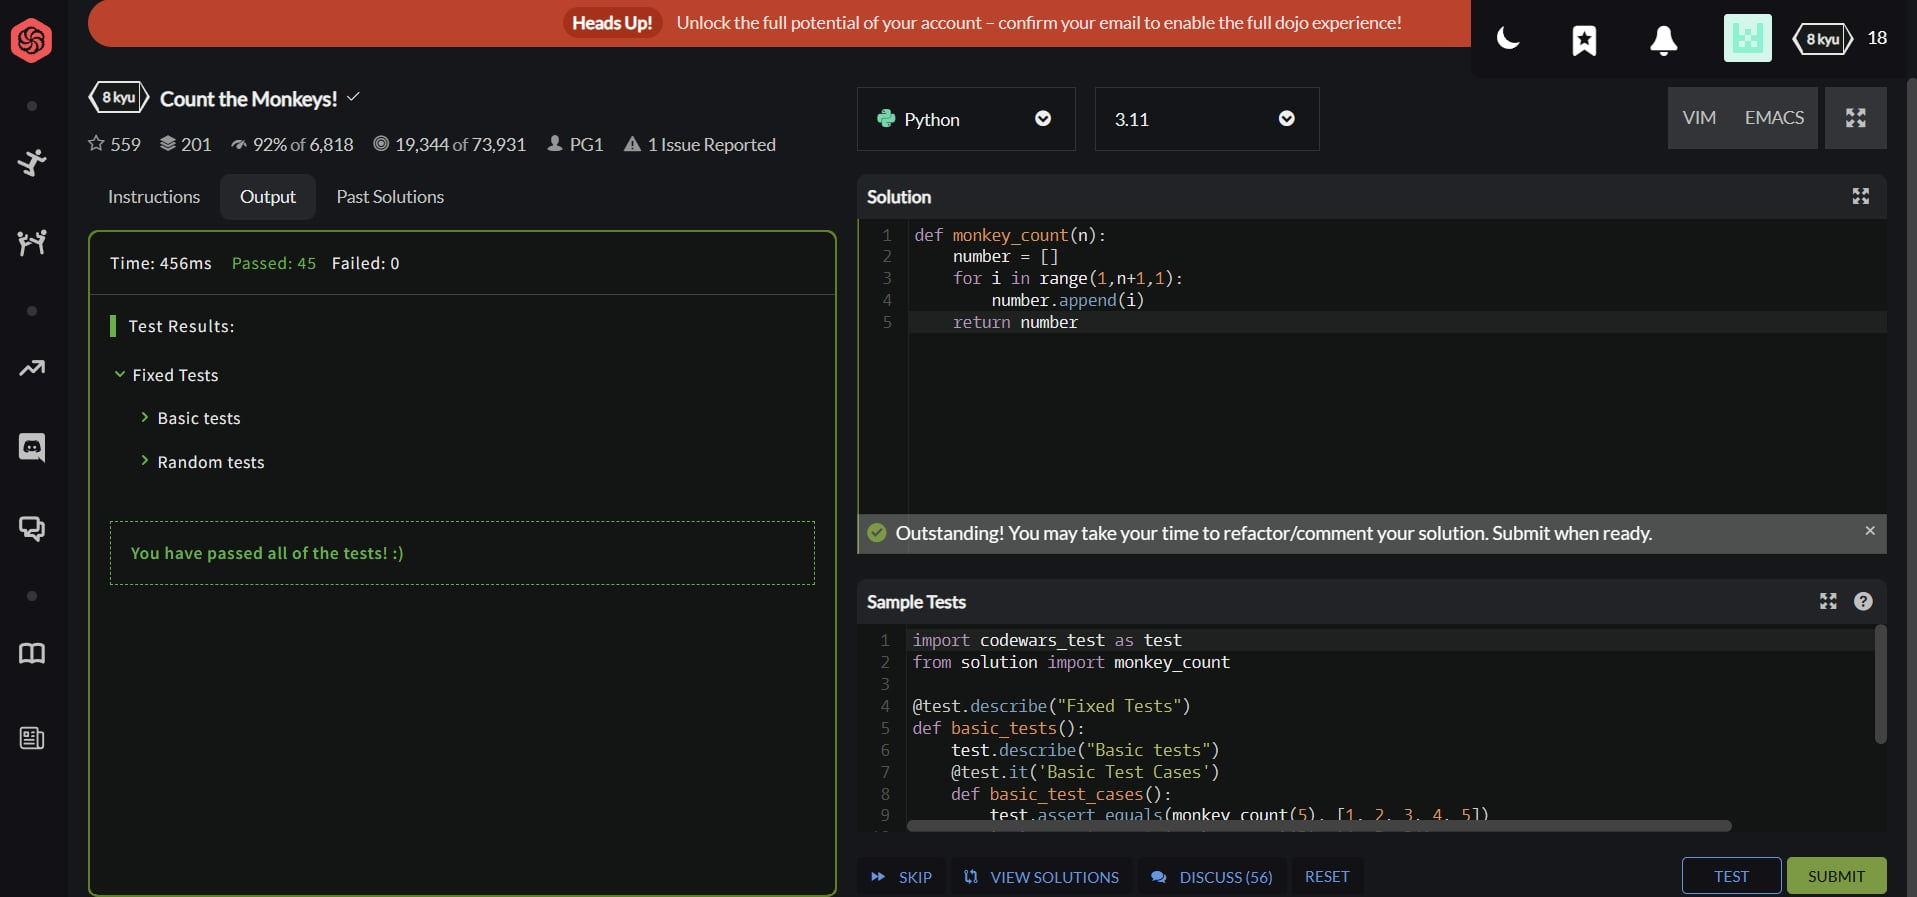 Heads Up! Unlock the full potential of your account – confirm your email to enable the full dojo experience!
8 kyu 18
8 kyu Count the Monkeys!
559 201 92% of 6,818 19,344 of 73,931 PG1 1 Issue Reported
Instructions Output Past Solutions
Time: 456ms Passed: 45 Failed: 0
Test Results:
Fixed Tests
Basic tests
Random tests
You have passed all of the tests! :)
Python 3.11 VIM EMACS
Solution
1 def monkey_count(n):
2 number = []
3 for i in range(1,n+1,1):
4 number.append(i)
5 return number
Outstanding! You may take your time to refactor/comment your solution. Submit when ready.
Sample Tests
1 import codewars_test as test
2 from solution import monkey_count
3
4 @test.describe("Fixed Tests")
5 def basic_tests():
6 test.describe("Basic tests")
7 @test.it('Basic Test Cases')
8 def basic_test_cases():
9 test.assert_equals(monkey_count(5), [1, 2, 3, 4, 5])
SKIP VIEW SOLUTIONS DISCUSS (56) RESET TEST SUBMIT